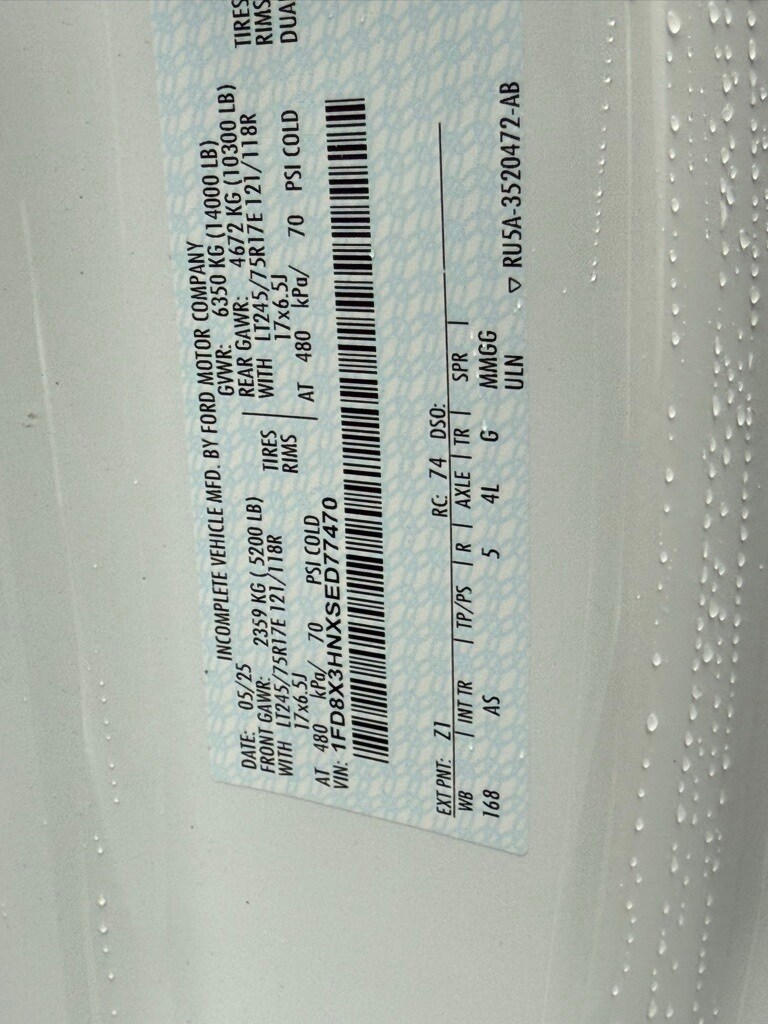 INCOMPLETE VEHICLE MFD. BY FORD MOTOR COMPANY
DATE: 05/25 GVWR: 6350 KG (14000 LB)
FRONT GAWR: 2359 KG ( 5200 LB) REAR GAWR: 4672 KG (10300 LB)
WITH LT245/75R17E 121/118R TIRES WITH LT245/75R17E 121/118R TIRES
17x6.5J RIMS 17x6.5J RIMS
AT 480 kPa/ 70 PSI COLD AT 480 kPa/ 70 PSI COLD
VIN: 1FD8X3HNXSED77470
EXT PNT: Z1 RC: 74 DSO:
WB INT TR TP/PS R AXLE TR SPR
168 AS 5 4L G MMGG
ULN ▽ RU5A-3520472-AB